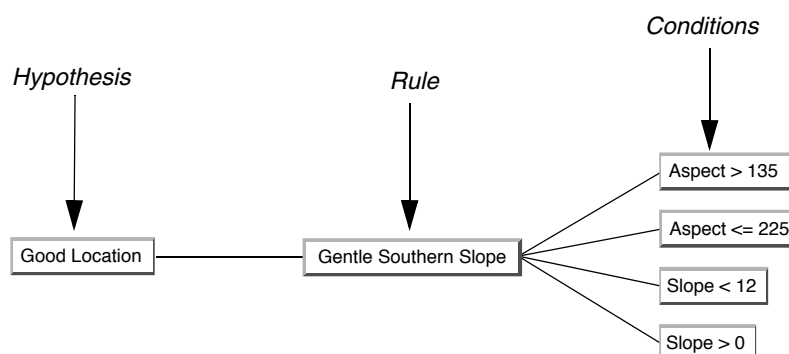 Conditions
Hypothesis
Rule
Aspect > 135
Aspect <= 225
Good Location
Gentle Southern Slope
Slope < 12
Slope > 0